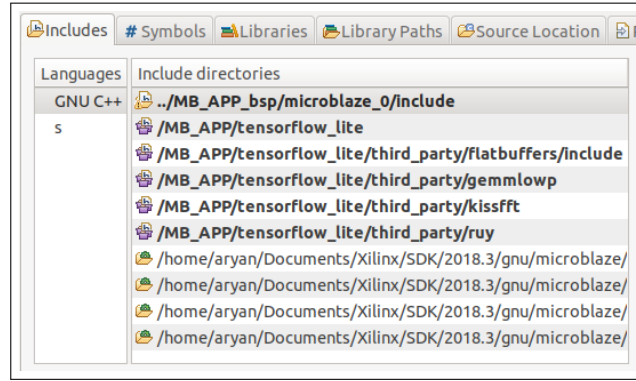 Includes # Symbols Libraries Library Paths Source Location
Languages Include directories
GNU C++ ../MB_APP_bsp/microblaze_0/include
s /MB_APP/tensorflow_lite
/MB_APP/tensorflow_lite/third_party/flatbuffers/include
/MB_APP/tensorflow_lite/third_party/gemmlowp
/MB_APP/tensorflow_lite/third_party/kissfft
/MB_APP/tensorflow_lite/third_party/ruy
/home/aryan/Documents/Xilinx/SDK/2018.3/gnu/microblaze/
/home/aryan/Documents/Xilinx/SDK/2018.3/gnu/microblaze/
/home/aryan/Documents/Xilinx/SDK/2018.3/gnu/microblaze/
/home/aryan/Documents/Xilinx/SDK/2018.3/gnu/microblaze/